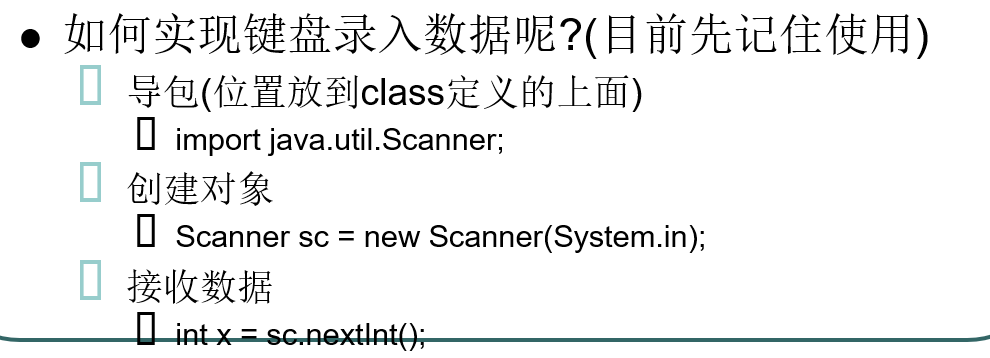 如何实现键盘录入数据呢?(目前先记住使用)
导包(位置放到class定义的上面)
import java.util.Scanner;
创建对象
Scanner sc = new Scanner(System.in);
接收数据
int x = sc.nextInt();